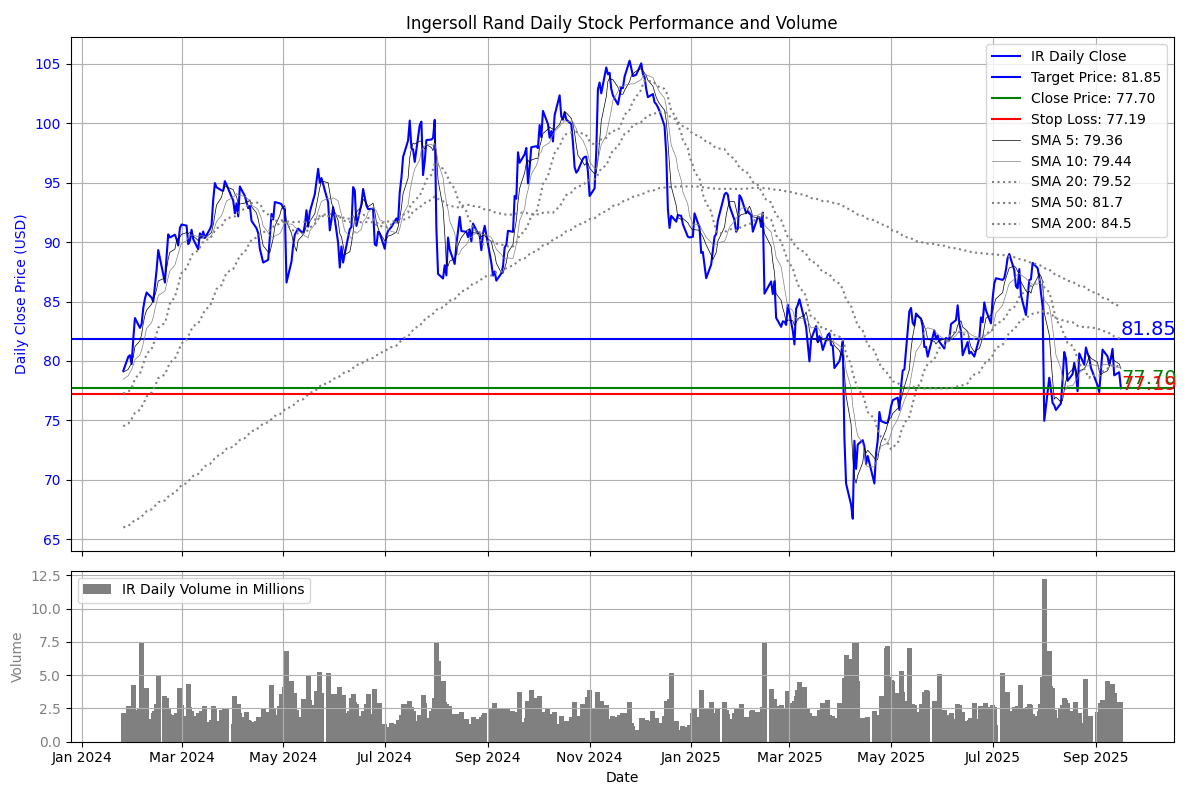 Ingersoll Rand Daily Stock Performance and Volume
Daily Close Price (USD)
105
100
95
90
85
80
75
70
65
IR Daily Close
Target Price: 81.85
Close Price: 77.70
Stop Loss: 77.19
SMA 5: 79.36
SMA 10: 79.44
SMA 20: 79.52
SMA 50: 81.7
SMA 200: 84.5
81.85
77.70
77.19
Volume
12.5
10.0
7.5
5.0
2.5
0.0
IR Daily Volume in Millions
Jan 2024
Mar 2024
May 2024
Jul 2024
Sep 2024
Nov 2024
Jan 2025
Mar 2025
May 2025
Jul 2025
Sep 2025
Date